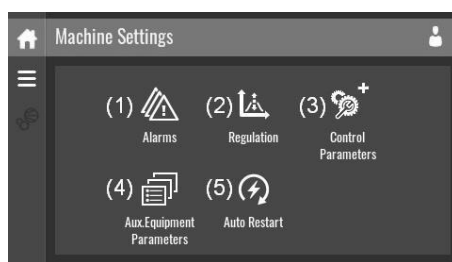 Machine Settings
(1) (2) (3)
Alarms Regulation Control
Parameters
(4) (5)
Aux.Equipment Auto Restart
Parameters